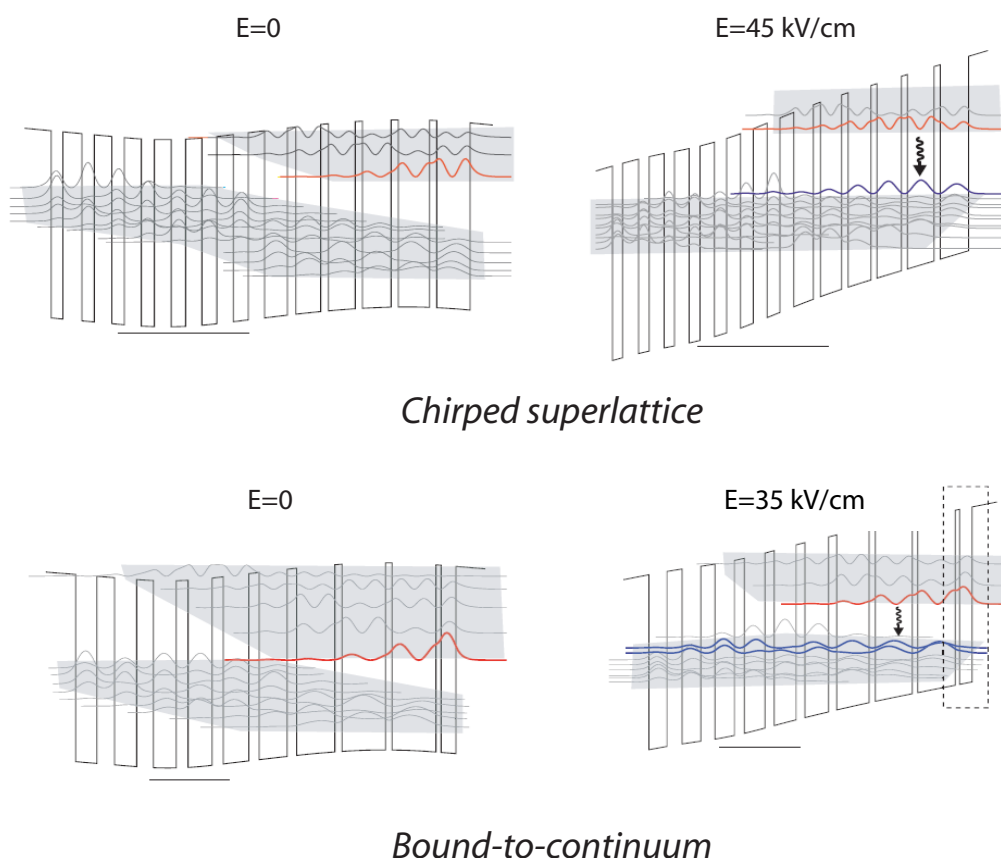 E=0
E=45 kV/cm
Chirped superlattice
E=0
E=35 kV/cm
Bound-to-continuum